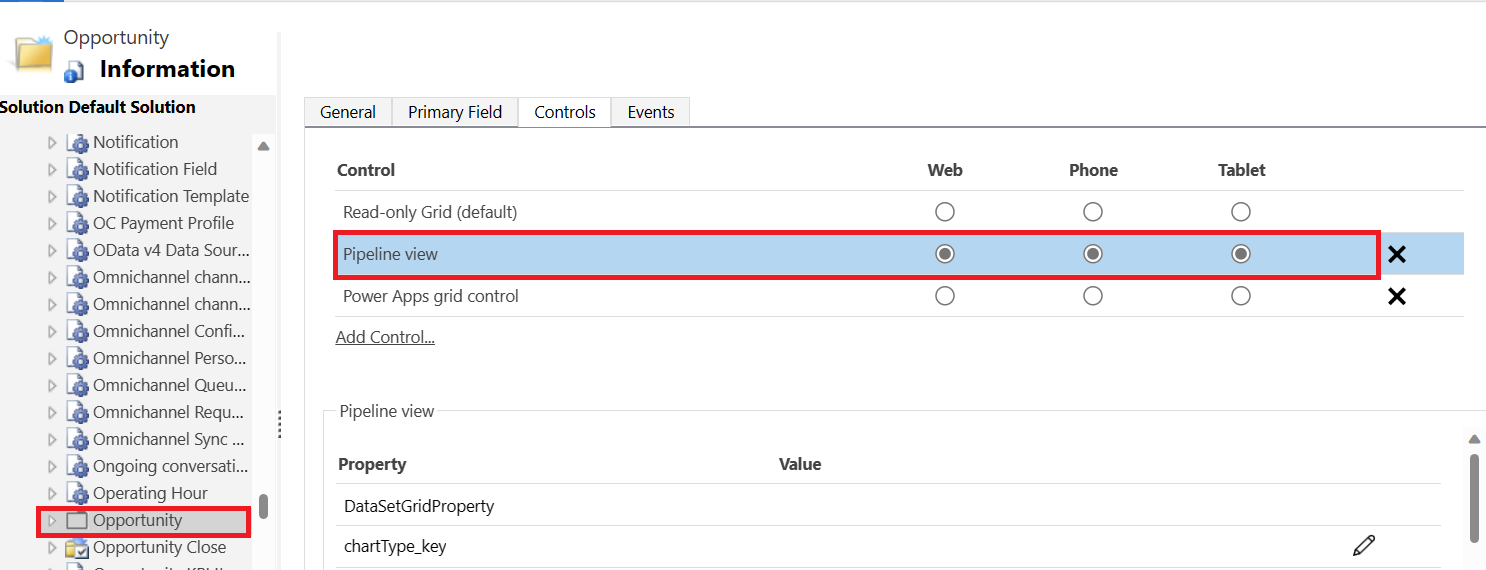 Opportunity
Information
Solution Default Solution
Notification
Notification Field
Notification Template
OC Payment Profile
OData v4 Data Sour...
Omnichannel chann...
Omnichannel chann...
Omnichannel Confi...
Omnichannel Perso...
Omnichannel Queu...
Omnichannel Requ...
Omnichannel Sync ...
Ongoing conversati...
Operating Hour
Opportunity
Opportunity Close
General Primary Field Controls Events
Control Web Phone Tablet
Read-only Grid (default)
Pipeline view
Power Apps grid control
Add Control...
Pipeline view
Property Value
DataSetGridProperty
chartType_key